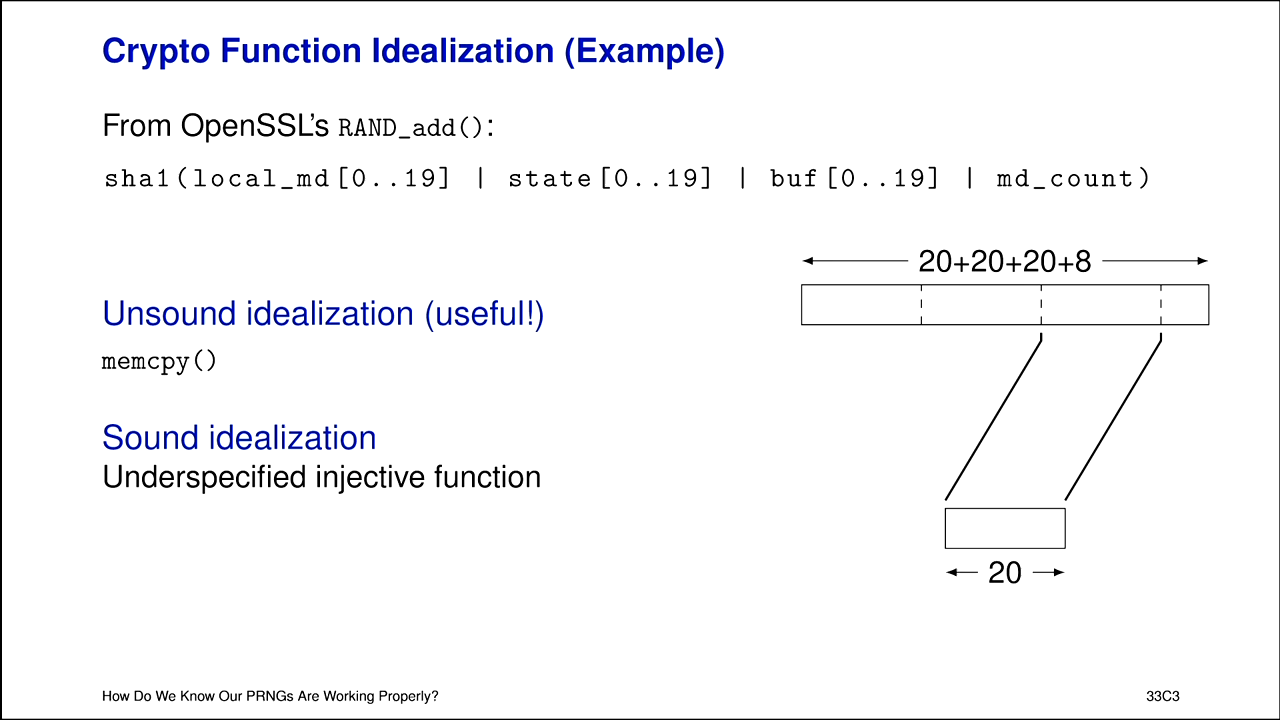 Crypto Function Idealization (Example)
From OpenSSL's RAND_add():
sha1(local_md[0..19] | state[0..19] | buf[0..19] | md_count)
20+20+20+8
Unsound idealization (useful!)
memcpy()
Sound idealization
Underspecified injective function
20
How Do We Know Our PRNGs Are Working Properly?
33C3